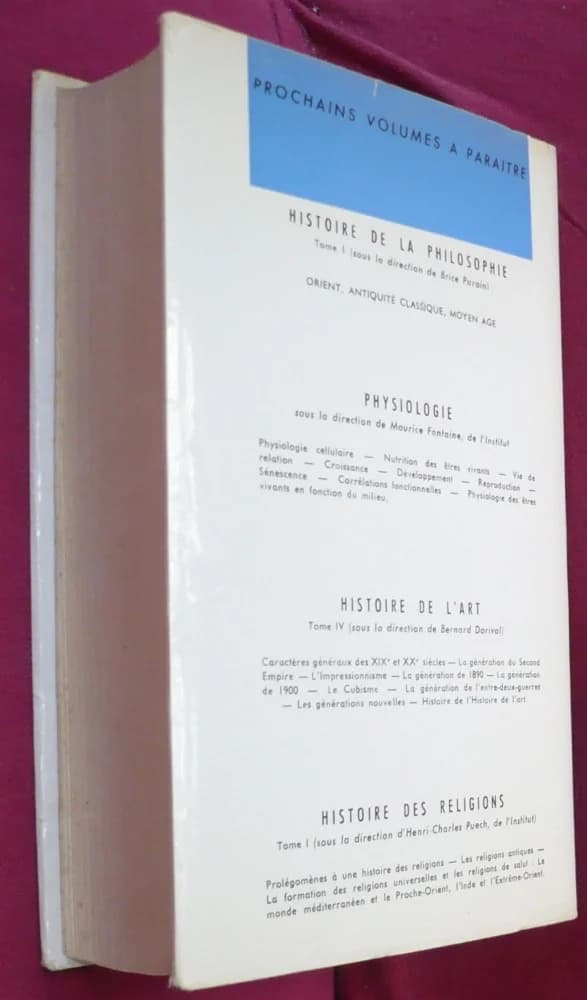 PROCHAINS VOLUMES A PARAITRE
HISTOIRE DE LA PHILOSOPHIE
Tome I (sous la direction de Brice Parain)
ORIENT, ANTIQUITÉ CLASSIQUE, MOYEN AGE
PHYSIOLOGIE
sous la direction de Maurice Fontaine, de l'Institut
Physiologie cellulaire — Nutrition des êtres vivants — Vie de
relation — Croissance — Développement — Reproduction —
Sénescence — Corrélations fonctionnelles — Physiologie des êtres
vivants en fonction du milieu.
HISTOIRE DE L'ART
Tome IV (sous la direction de Bernard Dorival)
Caractères généraux des XIXe et XXe siècles — La génération du Second
Empire — L'Impressionnisme — La génération de 1890 — La génération
de 1900 — Le Cubisme — La génération de l'entre-deux-guerres
— Les générations nouvelles — Histoire de l'Histoire de l'art.
HISTOIRE DES RELIGIONS
Tome I (sous la direction d'Henri-Charles Puech, de l'Institut)
Prolégomènes à une histoire des religions — Les religions antiques —
La formation des religions universelles et les religions de salut : Le
monde méditerranéen et le Proche-Orient, l'Inde et l'Extrême-Orient.